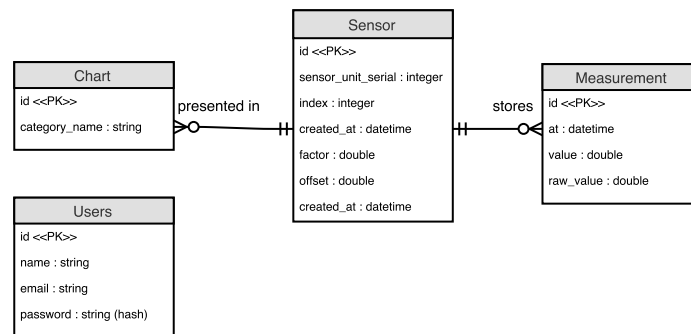 Chart
id <<PK>>
category_name : string
presented in
Sensor
id <<PK>>
sensor_unit_serial : integer
index : integer
created_at : datetime
factor : double
offset : double
created_at : datetime
stores
Measurement
id <<PK>>
at : datetime
value : double
raw_value : double
Users
id <<PK>>
name : string
email : string
password : string (hash)